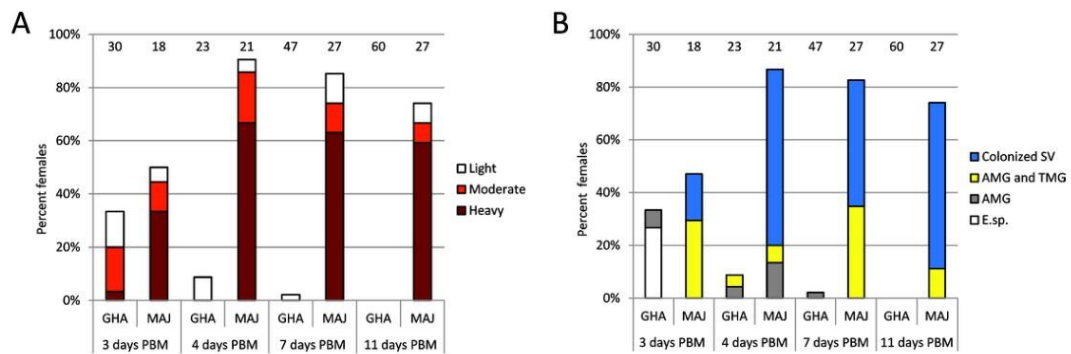 A
Percent females
100%
80%
60%
40%
20%
0%
30 18 23 21 47 27 60 27
GHA MAJ GHA MAJ GHA MAJ GHA MAJ
3 days PBM 4 days PBM 7 days PBM 11 days PBM
Light
Moderate
Heavy
B
Percent females
100%
80%
60%
40%
20%
0%
30 18 23 21 47 27 60 27
GHA MAJ GHA MAJ GHA MAJ GHA MAJ
3 days PBM 4 days PBM 7 days PBM 11 days PBM
Colonized SV
AMG and TMG
AMG
E.sp.